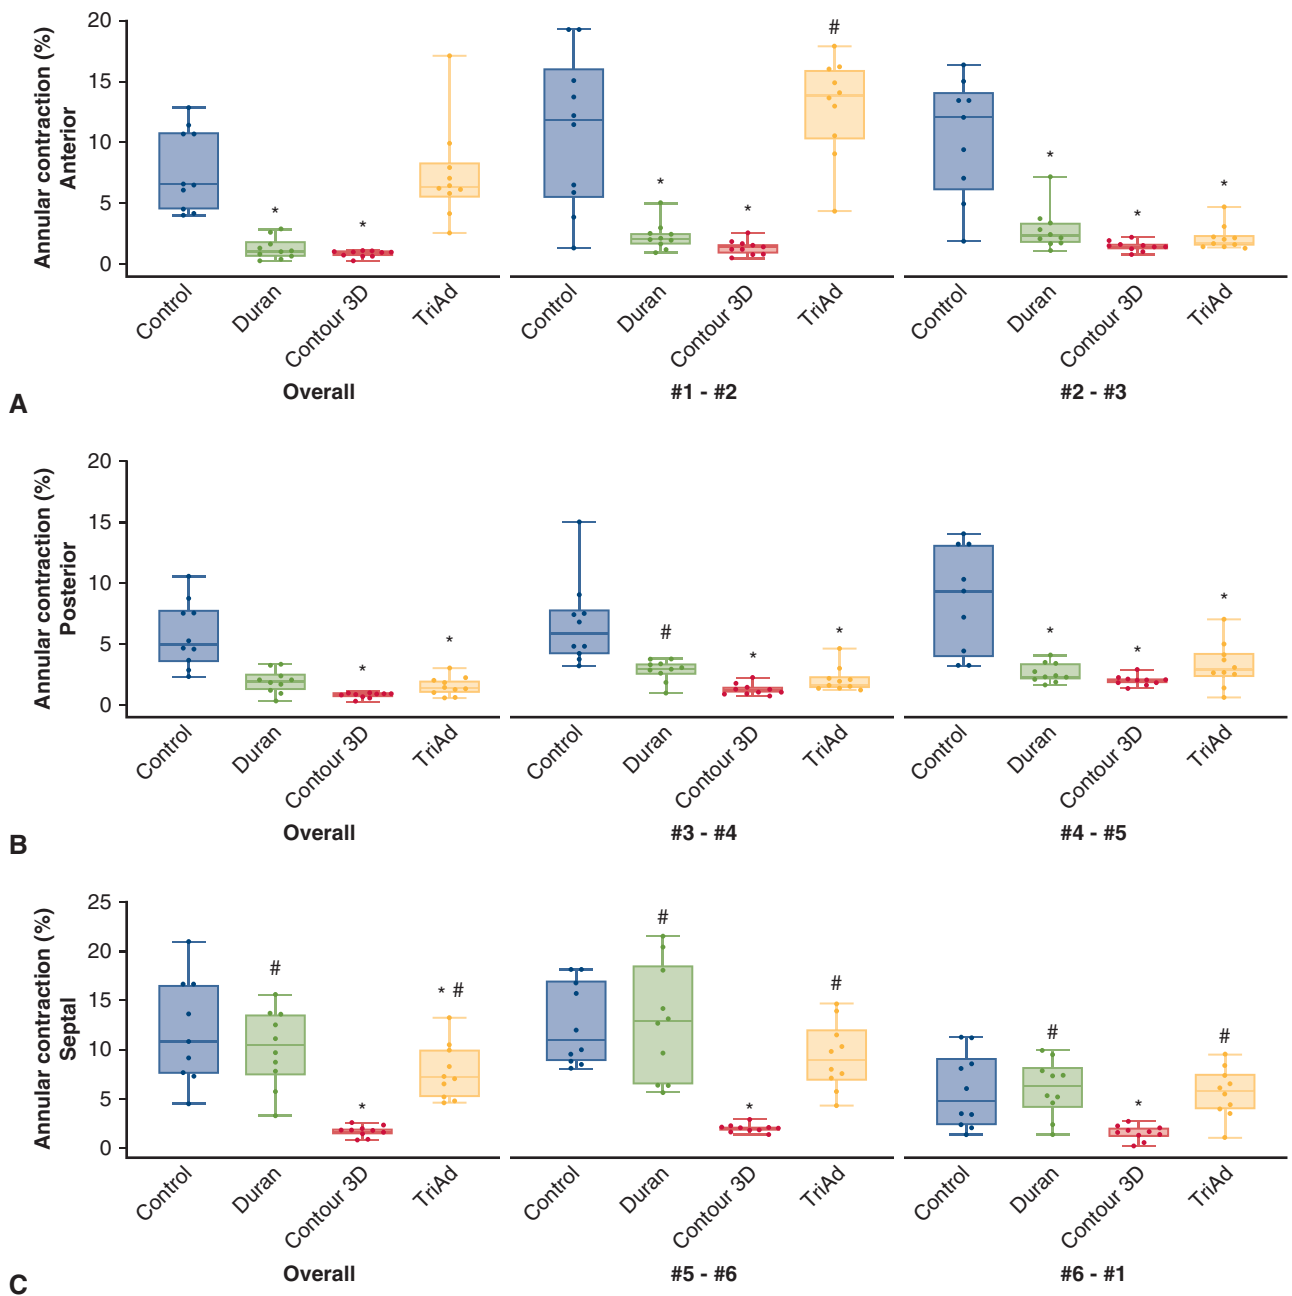 Annular contraction (%)
Anterior
20
15
10
5
0
*
*
*
*
#
*
*
*
Control
Duran
Contour 3D
TriAd
Control
Duran
Contour 3D
TriAd
Control
Duran
Contour 3D
TriAd
Overall
#1 - #2
#2 - #3
A
Annular contraction (%)
Posterior
20
15
10
5
0
*
*
#
*
*
*
*
*
Control
Duran
Contour 3D
TriAd
Control
Duran
Contour 3D
TriAd
Control
Duran
Contour 3D
TriAd
Overall
#3 - #4
#4 - #5
B
Annular contraction (%)
Septal
25
20
15
10
5
0
#
*
* #
#
*
#
#
*
#
Control
Duran
Contour 3D
TriAd
Control
Duran
Contour 3D
TriAd
Control
Duran
Contour 3D
TriAd
Overall
#5 - #6
#6 - #1
C